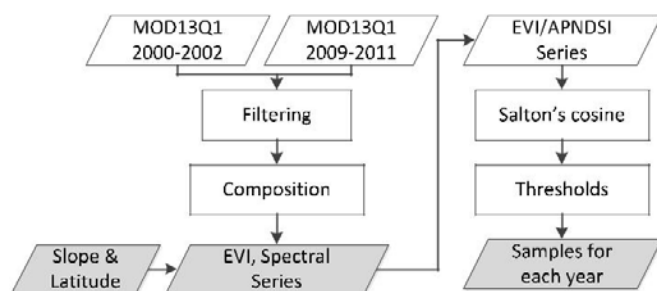 MOD13Q1
2000-2002
MOD13Q1
2009-2011
Filtering
Composition
Slope &
Latitude
EVI, Spectral
Series
EVI/APNDSI
Series
Salton's cosine
Thresholds
Samples for
each year